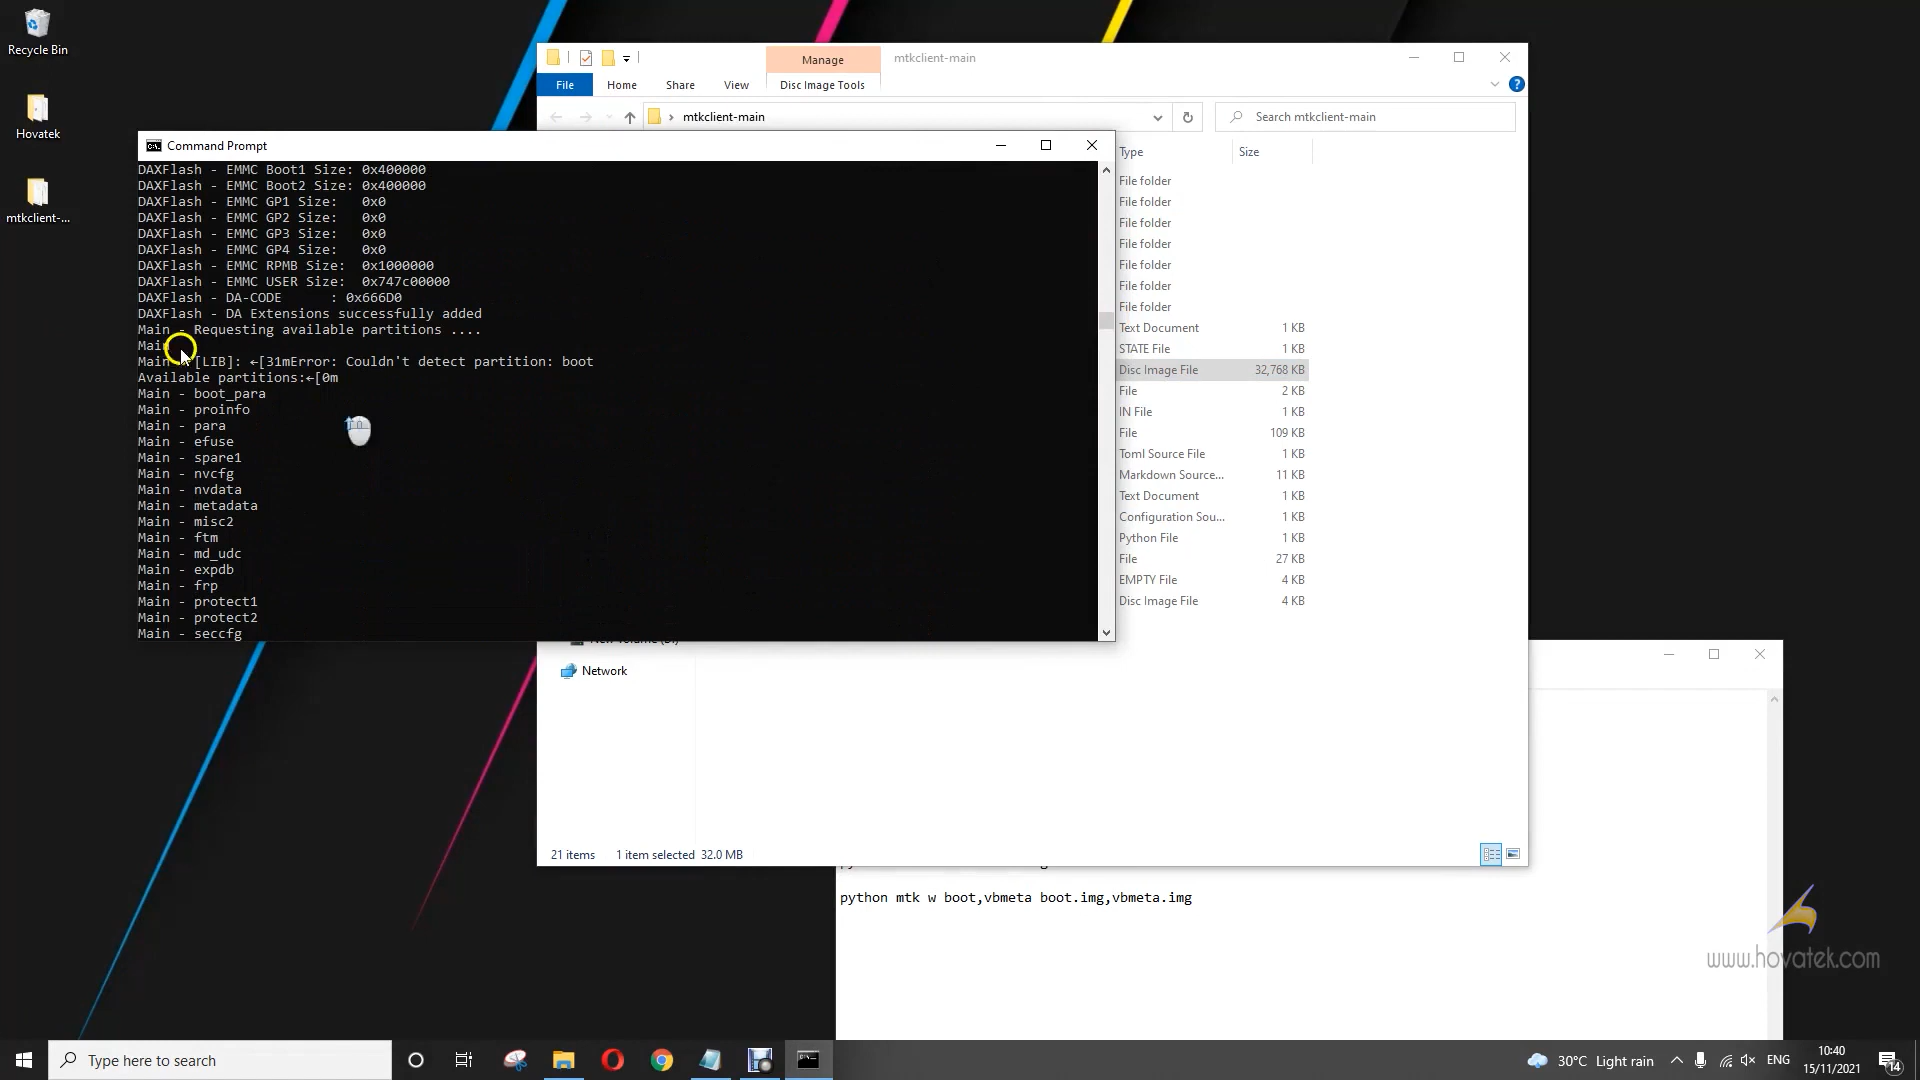 Recycle Bin
Hovatek
mtkclient-...
Manage
mtkclient-main
File
Home
Share
View
Disc Image Tools
mtkclient-main
Search mtkclient-main
Command Prompt
DAXFlash - EMMC Boot1 Size: 0x400000
DAXFlash - EMMC Boot2 Size: 0x400000
DAXFlash - EMMC GP1 Size:   0x0
DAXFlash - EMMC GP2 Size:   0x0
DAXFlash - EMMC GP3 Size:   0x0
DAXFlash - EMMC GP4 Size:   0x0
DAXFlash - EMMC RPMB Size:  0x1000000
DAXFlash - EMMC USER Size:  0x747c00000
DAXFlash - DA-CODE      : 0x666D0
DAXFlash - DA Extensions successfully added
Main - Requesting available partitions ....
Main
Main - [LIB]: ←[31mError: Couldn't detect partition: boot
Available partitions:←[0m
Main - boot_para
Main - proinfo
Main - para
Main - efuse
Main - spare1
Main - nvcfg
Main - nvdata
Main - metadata
Main - misc2
Main - ftm
Main - md_udc
Main - expdb
Main - frp
Main - protect1
Main - protect2
Main - seccfg
Type Size
File folder
File folder
File folder
File folder
File folder
File folder
File folder
Text Document 1 KB
STATE File 1 KB
Disc Image File 32,768 KB
File 2 KB
IN File 1 KB
File 109 KB
Toml Source File 1 KB
Markdown Source... 11 KB
Text Document 1 KB
Configuration Sou... 1 KB
Python File 1 KB
File 27 KB
EMPTY File 4 KB
Disc Image File 4 KB
Network
21 items 1 item selected 32.0 MB
python mtk w boot,vbmeta boot.img,vbmeta.img
www.hovatek.com
Type here to search
30°C Light rain
ENG
10:40
15/11/2021
14